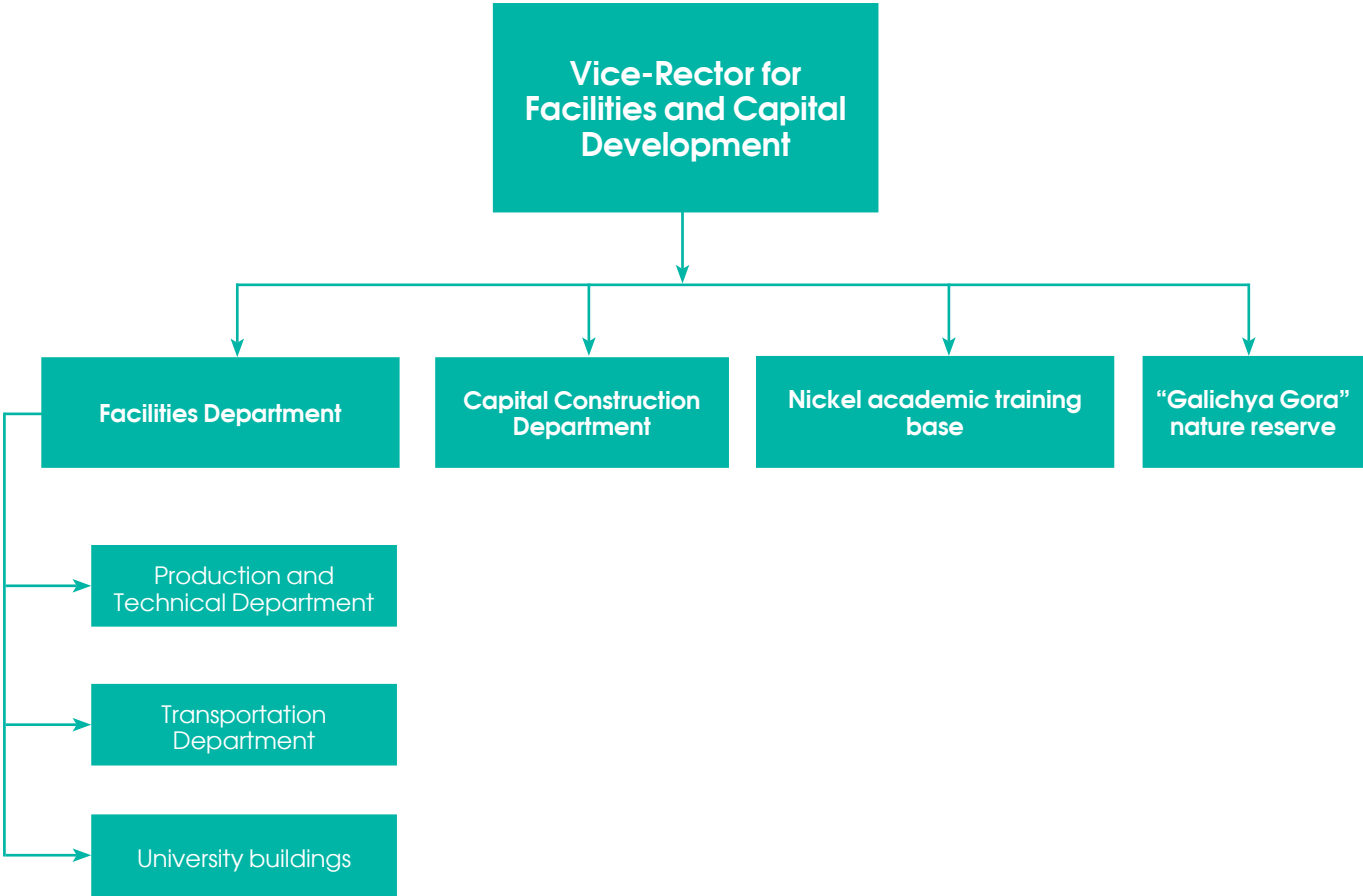 Vice-Rector for
Facilities and Capital
Development
Facilities Department
Capital Construction
Department
Nickel academic training
base
“Galichya Gora”
nature reserve
Production and
Technical Department
Transportation
Department
University buildings